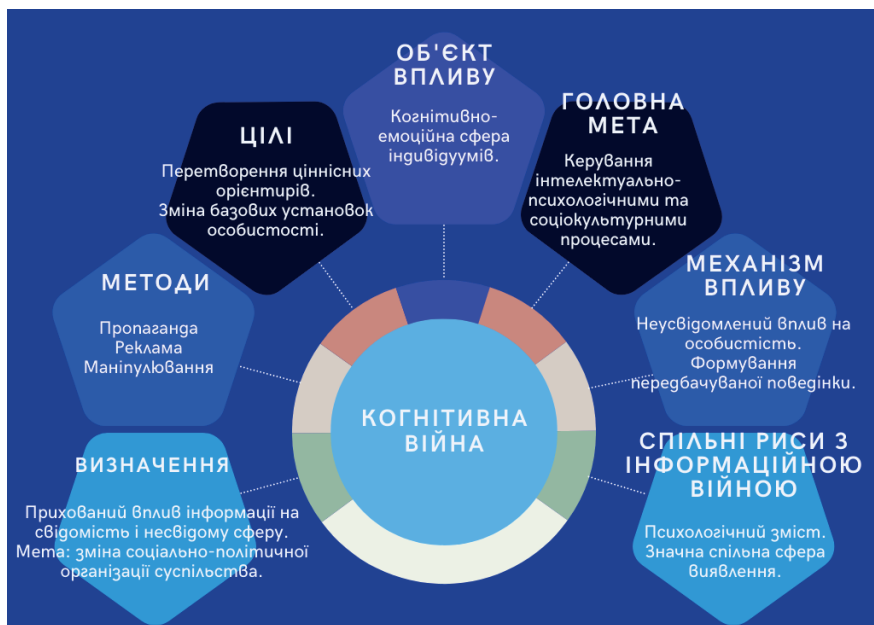 ОБ'ЄКТ
ВПЛИВУ
Когнітивно-
емоційна сфера
індивідуумів.
ЦІЛІ
Перетворення ціннісних
орієнтирів.
Зміна базових установок
особистості.
ГОЛОВНА
МЕТА
Керування
інтелектуально-
психологічними та
соціокультурними
процесами.
МЕТОДИ
Пропаганда
Реклама
Маніпулювання
МЕХАНІЗМ
ВПЛИВУ
Неусвідомлений вплив на
особистість.
Формування
передбачуваної поведінки.
КОГНІТИВНА
ВІЙНА
ВИЗНАЧЕННЯ
Прихований вплив інформації на
свідомість і несвідому сферу.
Мета: зміна соціально-політичної
організації суспільства.
СПІЛЬНІ РИСИ З
ІНФОРМАЦІЙНОЮ
ВІЙНОЮ
Психологічний зміст.
Значна спільна сфера
виявлення.